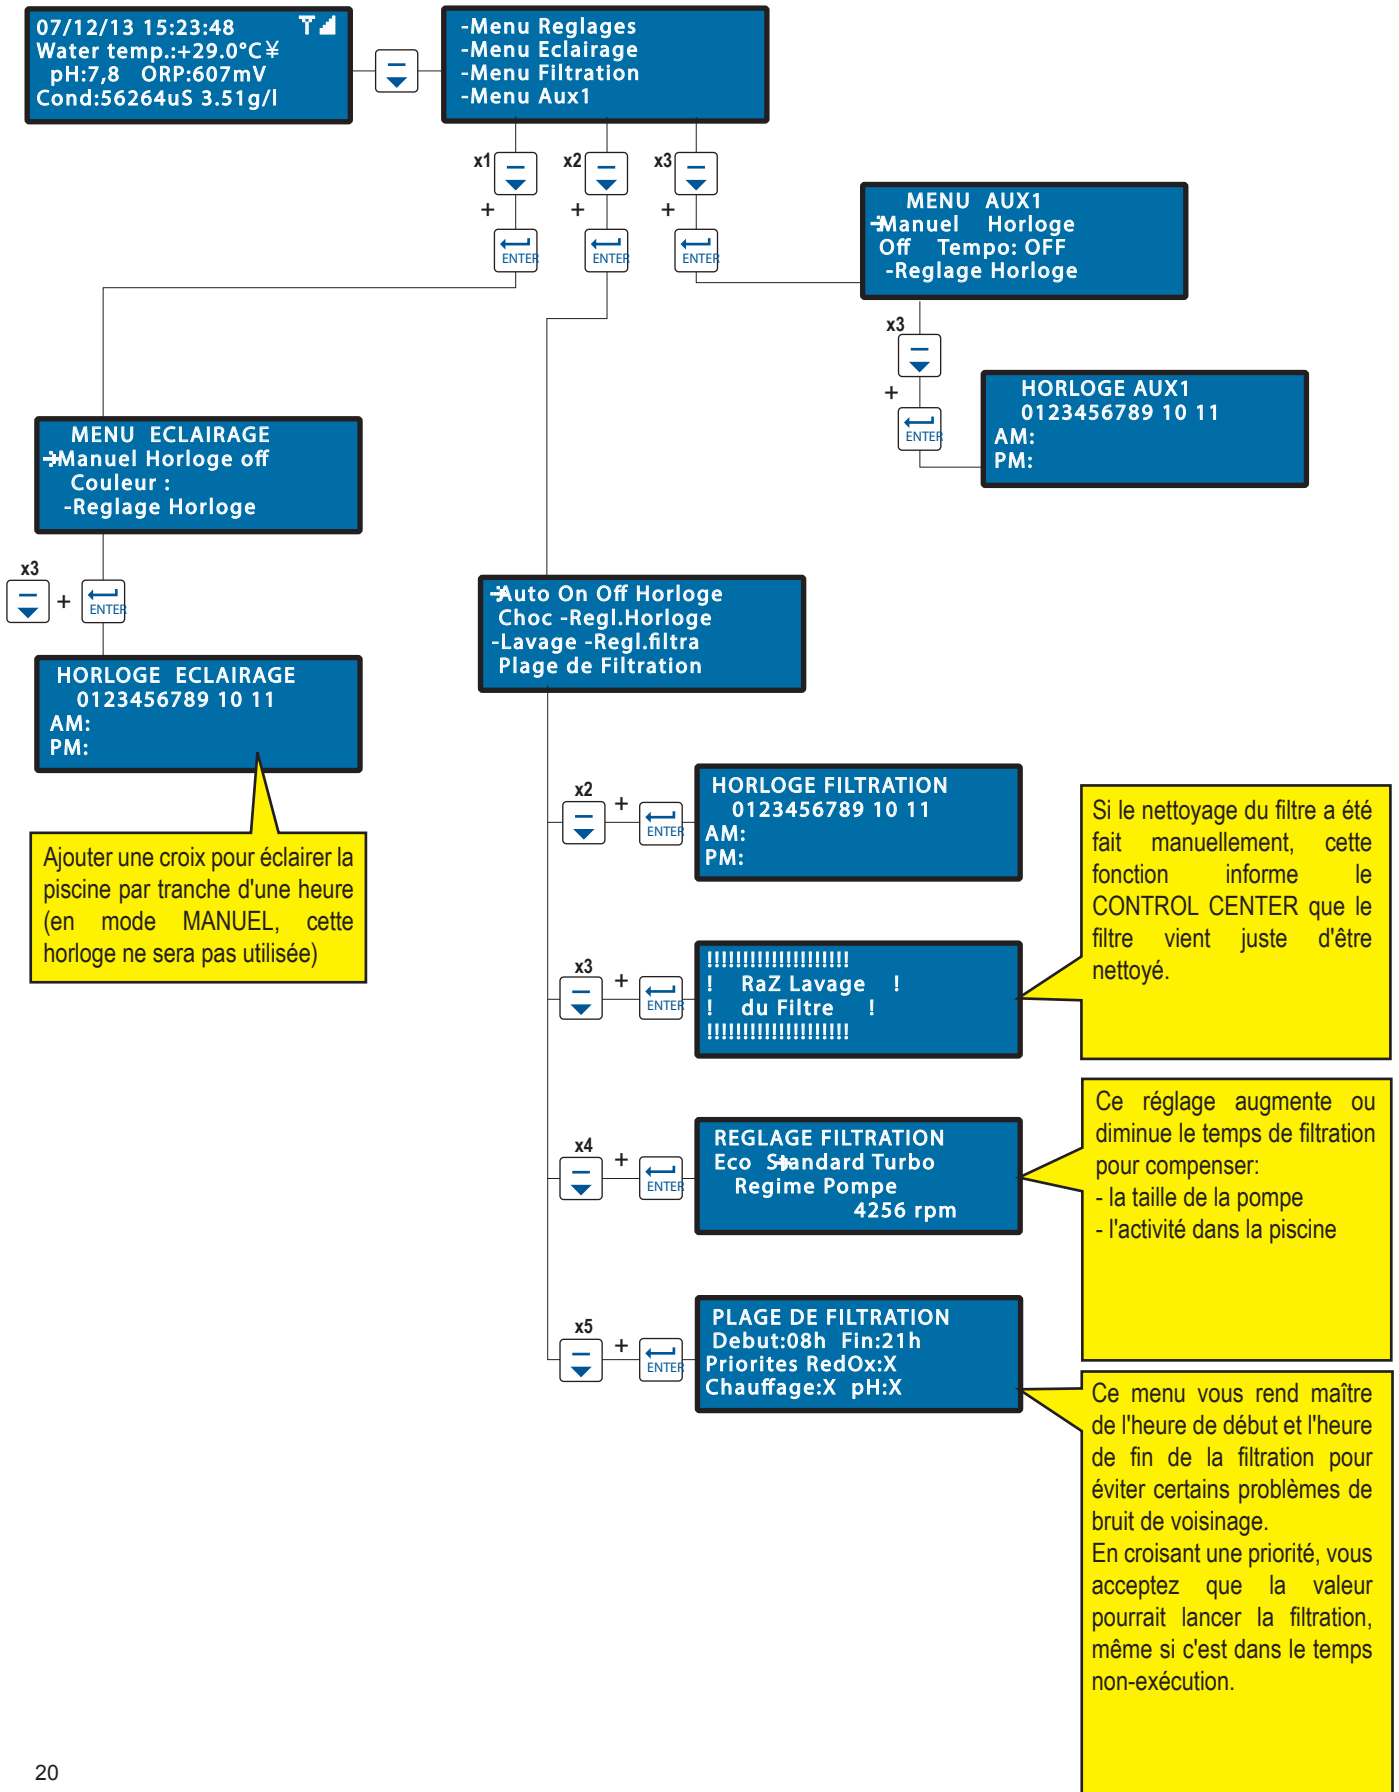 07/12/13 15:23:48
Water temp.:+29.0°C¥
pH:7,8 ORP:607mV
Cond:56264uS 3.51g/l
-Menu Reglages
-Menu Eclairage
-Menu Filtration
-Menu Aux1
x1
+
ENTER
x2
+
ENTER
x3
+
ENTER
MENU AUX1
Manuel Horloge
Off Tempo: OFF
-Reglage Horloge
x3
+
ENTER
HORLOGE AUX1
0123456789 10 11
AM:
PM:
MENU ECLAIRAGE
Manuel Horloge off
Couleur :
-Reglage Horloge
x3
+
ENTER
HORLOGE ECLAIRAGE
0123456789 10 11
AM:
PM:
Ajouter une croix pour éclairer la
piscine par tranche d'une heure
(en mode MANUEL, cette
horloge ne sera pas utilisée)
Auto On Off Horloge
Choc -Regl.Horloge
-Lavage -Regl.filtra
Plage de Filtration
x2
+
ENTER
HORLOGE FILTRATION
0123456789 10 11
AM:
PM:
x3
+
ENTER
!!!!!!!!!!!!!!!!!!!!
! RaZ Lavage !
! du Filtre !
!!!!!!!!!!!!!!!!!!!!
Si le nettoyage du filtre a été
fait manuellement, cette
fonction informe le
CONTROL CENTER que le
filtre vient juste d'être
nettoyé.
x4
+
ENTER
REGLAGE FILTRATION
Eco Standard Turbo
Regime Pompe
4256 rpm
Ce réglage augmente ou
diminue le temps de filtration
pour compenser:
- la taille de la pompe
- l'activité dans la piscine
x5
+
ENTER
PLAGE DE FILTRATION
Debut:08h Fin:21h
Priorites RedOx:X
Chauffage:X pH:X
Ce menu vous rend maître
de l'heure de début et l'heure
de fin de la filtration pour
éviter certains problèmes de
bruit de voisinage.
En croisant une priorité, vous
acceptez que la valeur
pourrait lancer la filtration,
même si c'est dans le temps
non-exécution.
20